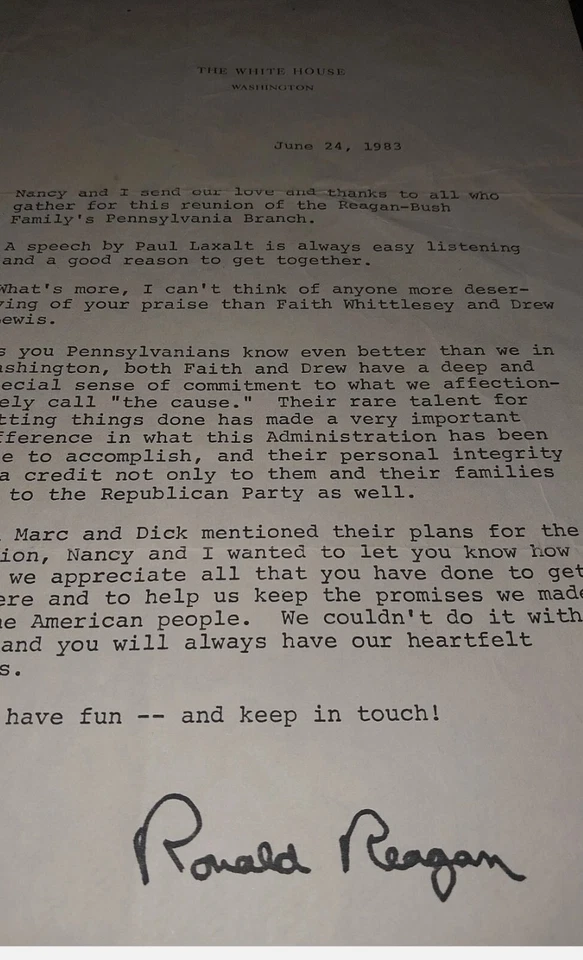 THE WHITE HOUSE
WASHINGTON
June 24, 1983
Nancy and I send our love and thanks to all who
gather for this reunion of the Reagan-Bush
Family's Pennsylvania Branch.
A speech by Paul Laxalt is always easy listening
and a good reason to get together.
What's more, I can't think of anyone more deser-
ving of your praise than Faith Whittlesey and Drew
ewis.
s you Pennsylvanians know even better than we in
ashington, both Faith and Drew have a deep and
ecial sense of commitment to what we affection-
ely call "the cause." Their rare talent for
tting things done has made a very important
fference in what this Administration has been
e to accomplish, and their personal integrity
a credit not only to them and their families
to the Republican Party as well.
Marc and Dick mentioned their plans for the
ion, Nancy and I wanted to let you know how
we appreciate all that you have done to get
ere and to help us keep the promises we made
e American people. We couldn't do it with
and you will always have our heartfelt
s.
have fun -- and keep in touch!
Ronald Reagan